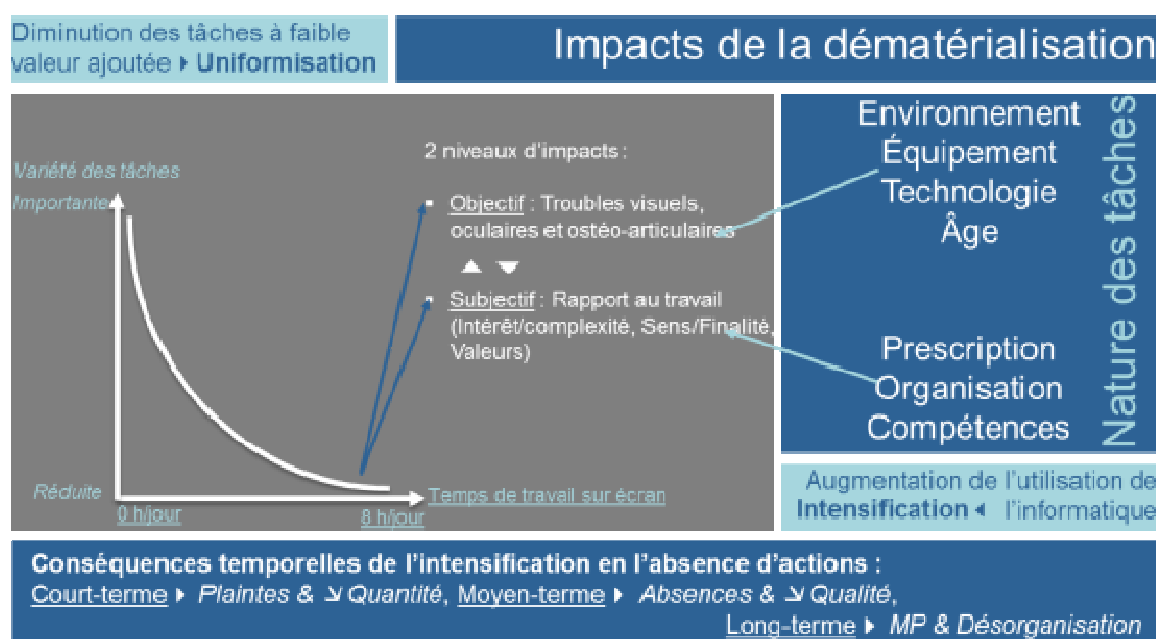 Diminution des tâches à faible
valeur ajoutée ▸ Uniformisation
Impacts de la dématérialisation
Variété des tâches
Importante
2 niveaux d'impacts :
Objectif : Troubles visuels,
oculaires et ostéo-articulaires
▲ ▼
Subjectif : Rapport au travail
(Intérêt/complexité, Sens/Finalité,
Valeurs)
Réduite
0 h/jour
8 h/jour
Temps de travail sur écran
Environnement
Équipement
Technologie
Âge
Prescription
Organisation
Compétences
Nature des tâches
Augmentation de l'utilisation de
Intensification ◂ l'informatique
Conséquences temporelles de l'intensification en l'absence d'actions :
Court-terme ▸ Plaintes & ↘ Quantité, Moyen-terme ▸ Absences & ↘ Qualité,
Long-terme ▸ MP & Désorganisation